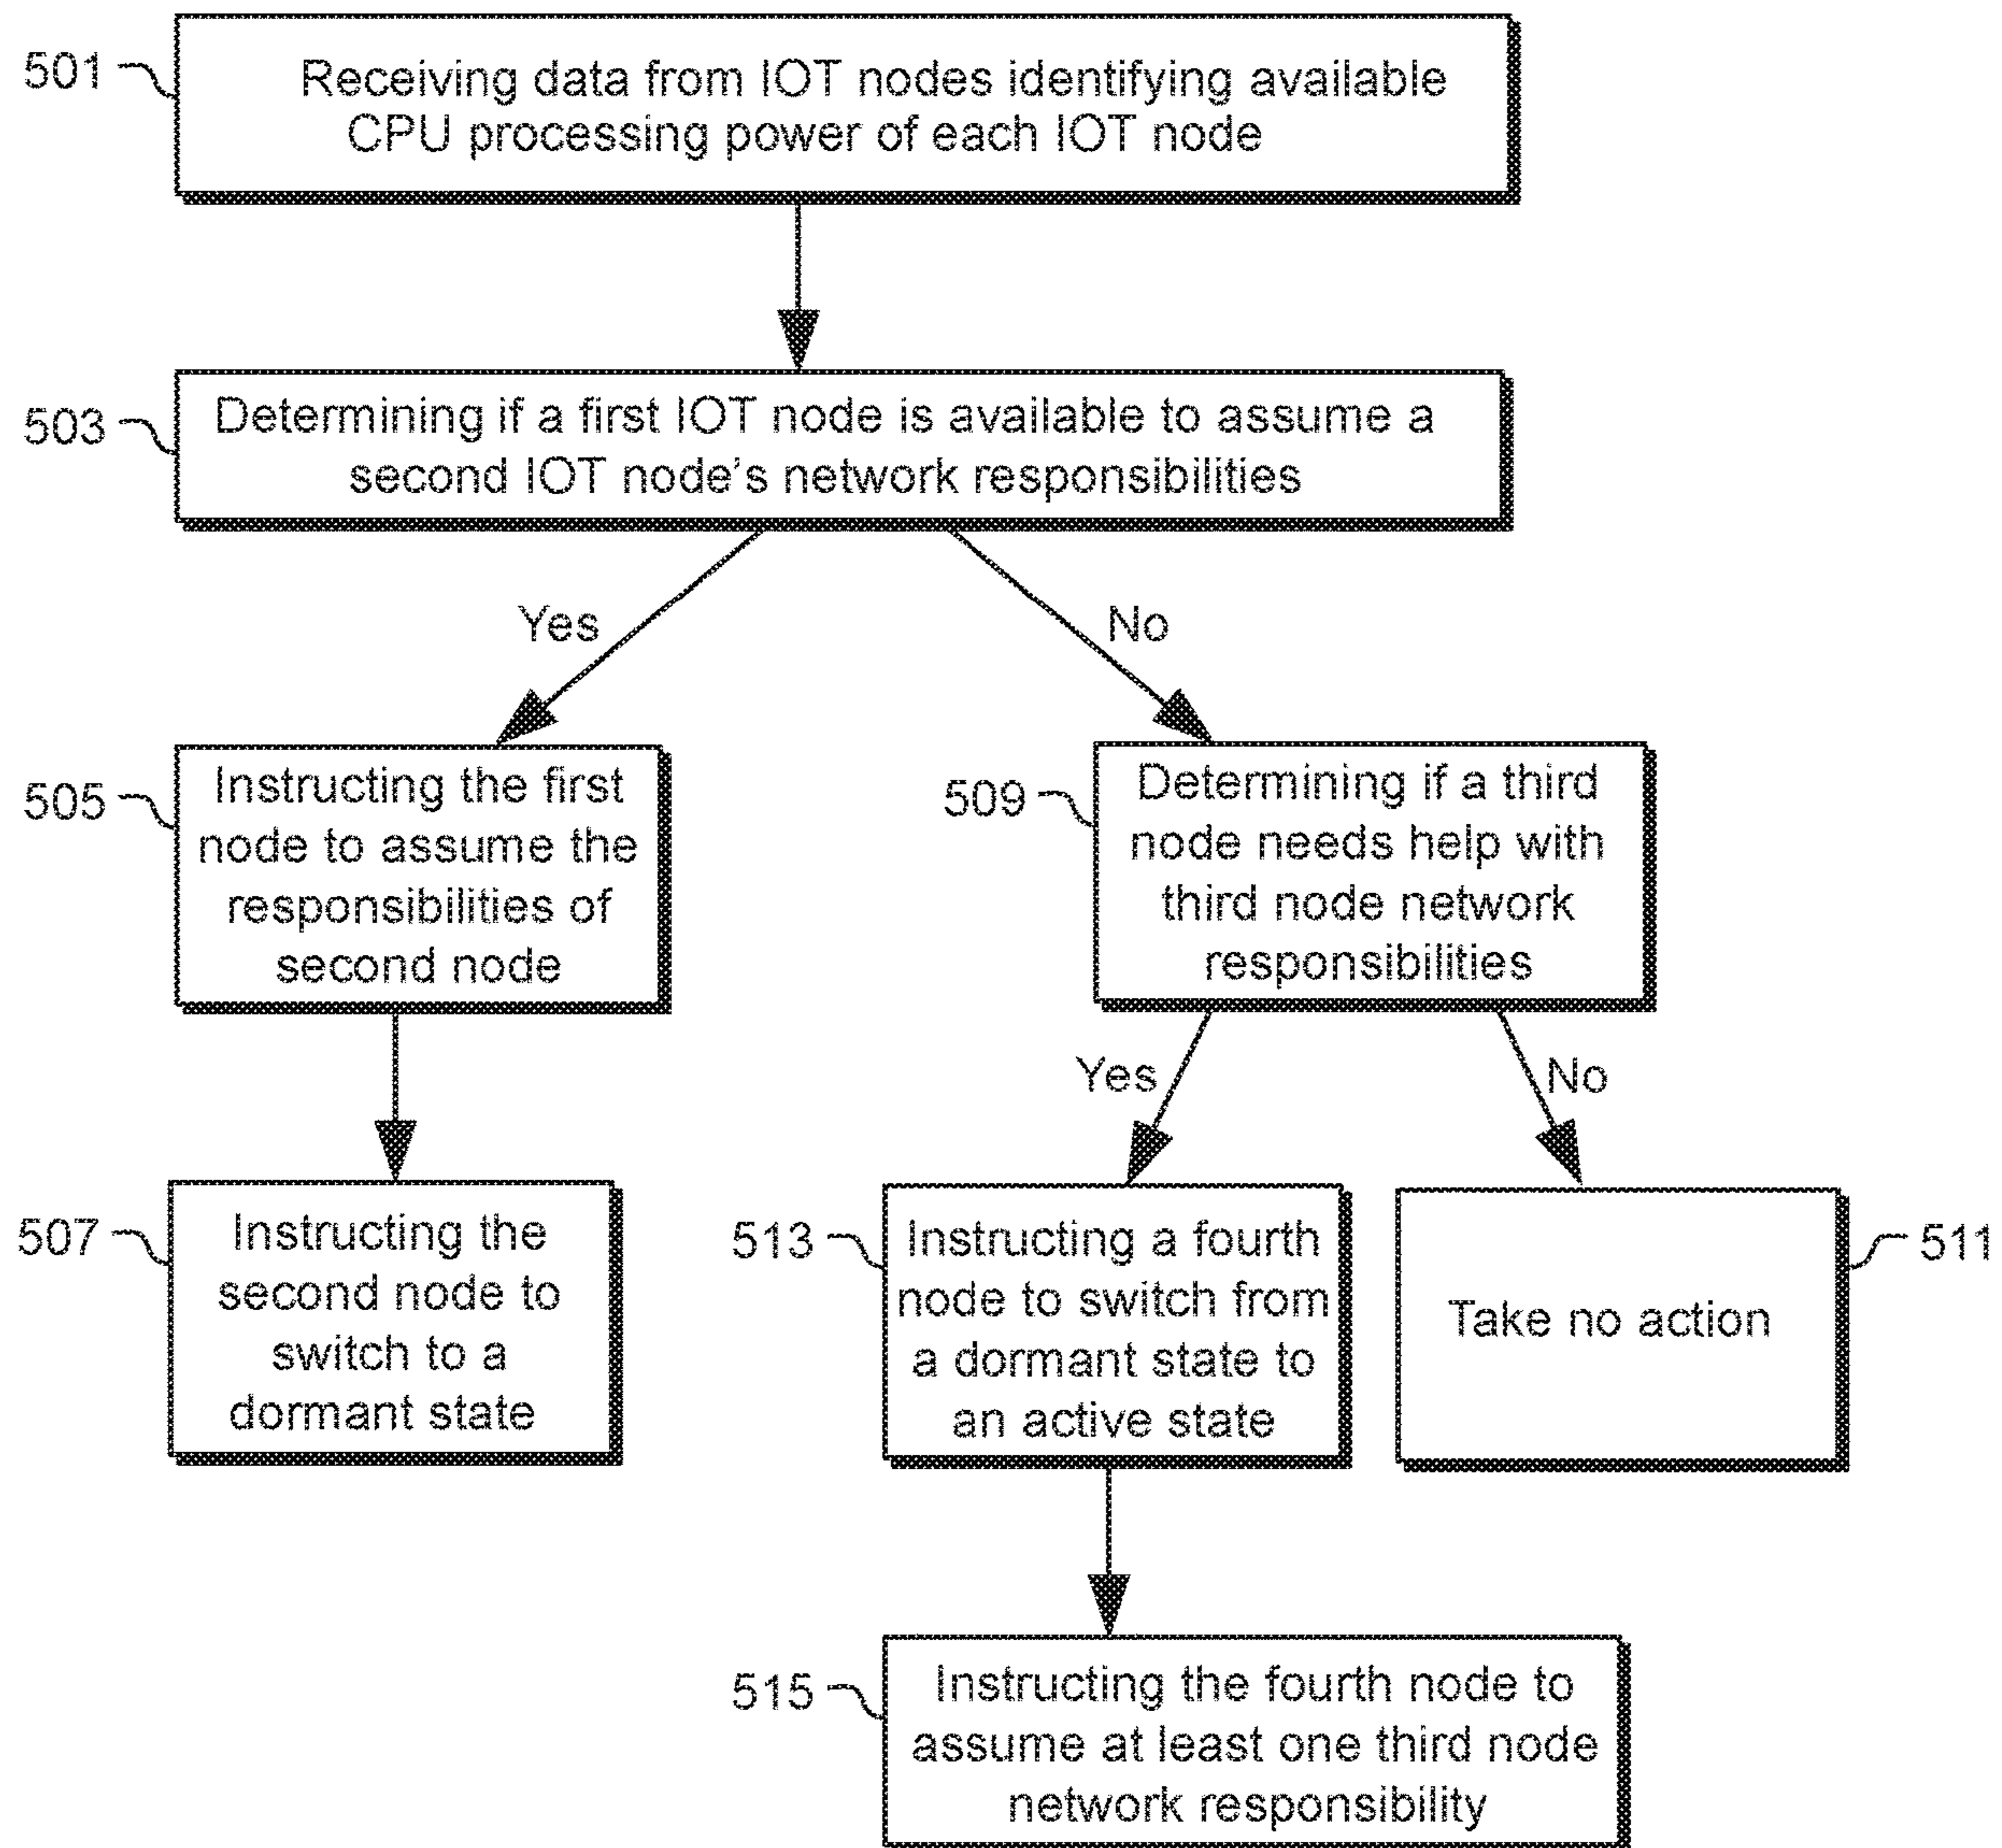 501
Receiving data from IOT nodes identifying available
CPU processing power of each IOT node
503
Determining if a first IOT node is available to assume a
second IOT node's network responsibilities
Yes
No
505
Instructing the first
node to assume the
responsibilities of
second node
509
Determining if a third
node needs help with
third node network
responsibilities
Yes
No
507
Instructing the
second node to
switch to a
dormant state
513
Instructing a fourth
node to switch from
a dormant state to
an active state
Take no action
511
515
Instructing the fourth node to
assume at least one third node
network responsibility